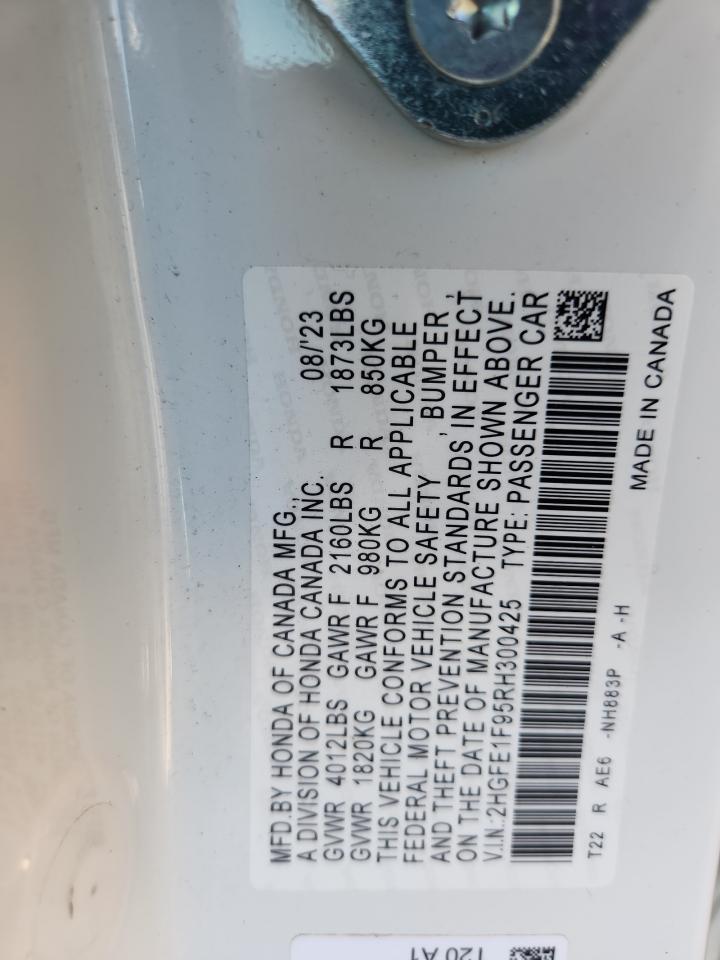 MFD.BY HONDA OF CANADA MFG.,
A DIVISION OF HONDA CANADA INC. 08/'23
GVWR 4012LBS GAWR F 2160LBS R 1873LBS
GVWR 1820KG GAWR F 980KG R 850KG
THIS VEHICLE CONFORMS TO ALL APPLICABLE
FEDERAL MOTOR VEHICLE SAFETY, BUMPER,
AND THEFT PREVENTION STANDARDS IN EFFECT
ON THE DATE OF MANUFACTURE SHOWN ABOVE.
V.I.N.:2HGFE1F95RH300425 TYPE: PASSENGER CAR
T22 R AE6 -NH883P -A -H
MADE IN CANADA
T20 A1